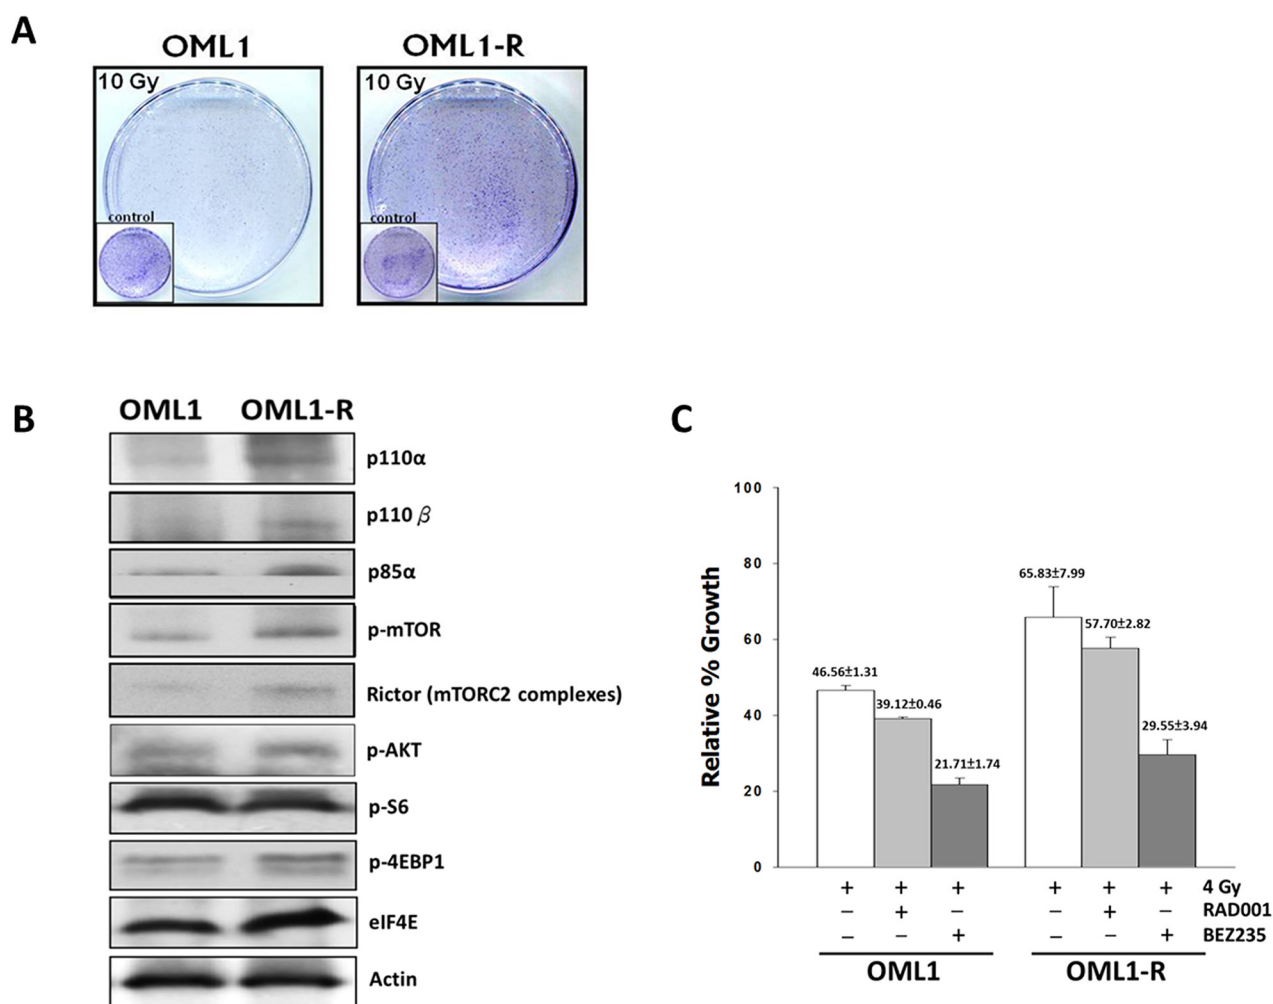 A
OML1 OML1-R
10 Gy 10 Gy
control control
B
OML1 OML1-R
p110α
p110 β
p85α
p-mTOR
Rictor (mTORC2 complexes)
p-AKT
p-S6
p-4EBP1
eIF4E
Actin
C
Relative % Growth
100
80
60
40
20
0
46.56±1.31
39.12±0.46
21.71±1.74
65.83±7.99
57.70±2.82
29.55±3.94
+ + + + + + 4 Gy
– + – – + – RAD001
– – + – – + BEZ235
OML1 OML1-R